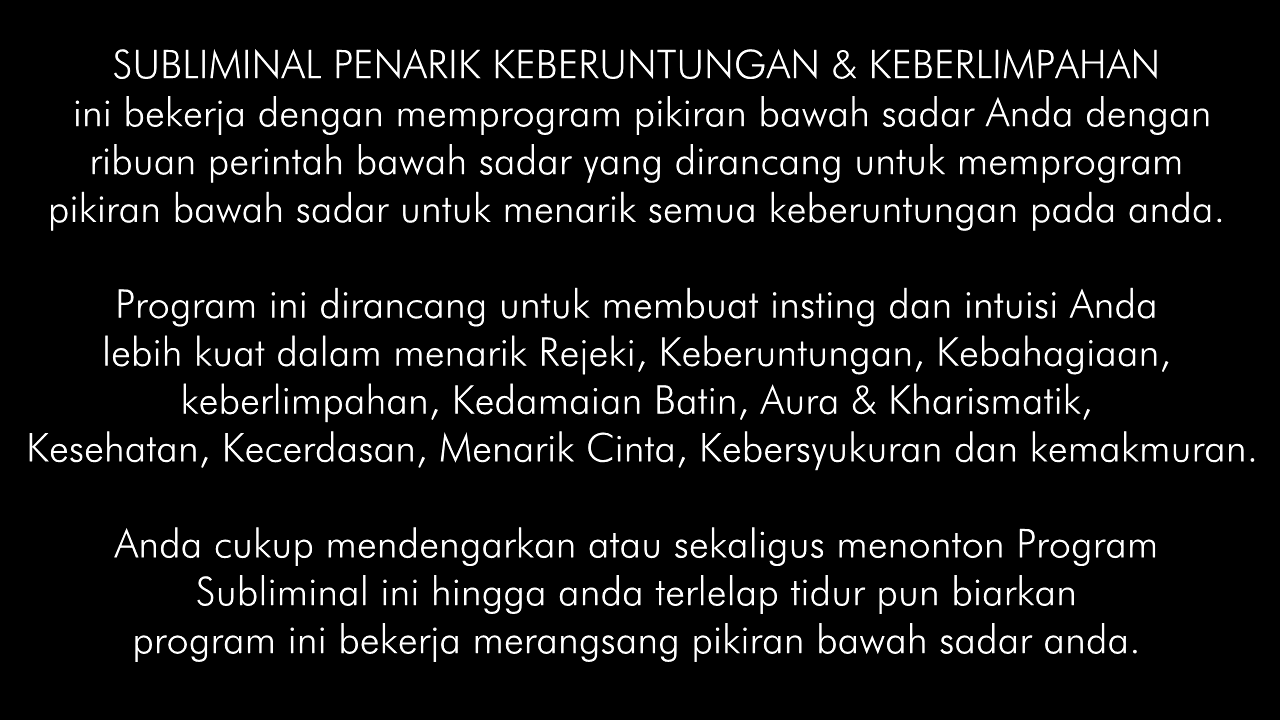 SUBLIMINAL PENARIK KEBERUNTUNGAN & KEBERLIMPAHAN
ini bekerja dengan memprogram pikiran bawah sadar Anda dengan
ribuan perintah bawah sadar yang dirancang untuk memprogram
pikiran bawah sadar untuk menarik semua keberuntungan pada anda.
Program ini dirancang untuk membuat insting dan intuisi Anda
lebih kuat dalam menarik Rejeki, Keberuntungan, Kebahagiaan,
keberlimpahan, Kedamaian Batin, Aura & Kharismatik,
Kesehatan, Kecerdasan, Menarik Cinta, Kebersyukuran dan kemakmuran.
Anda cukup mendengarkan atau sekaligus menonton Program
Subliminal ini hingga anda terlelap tidur pun biarkan
program ini bekerja merangsang pikiran bawah sadar anda.